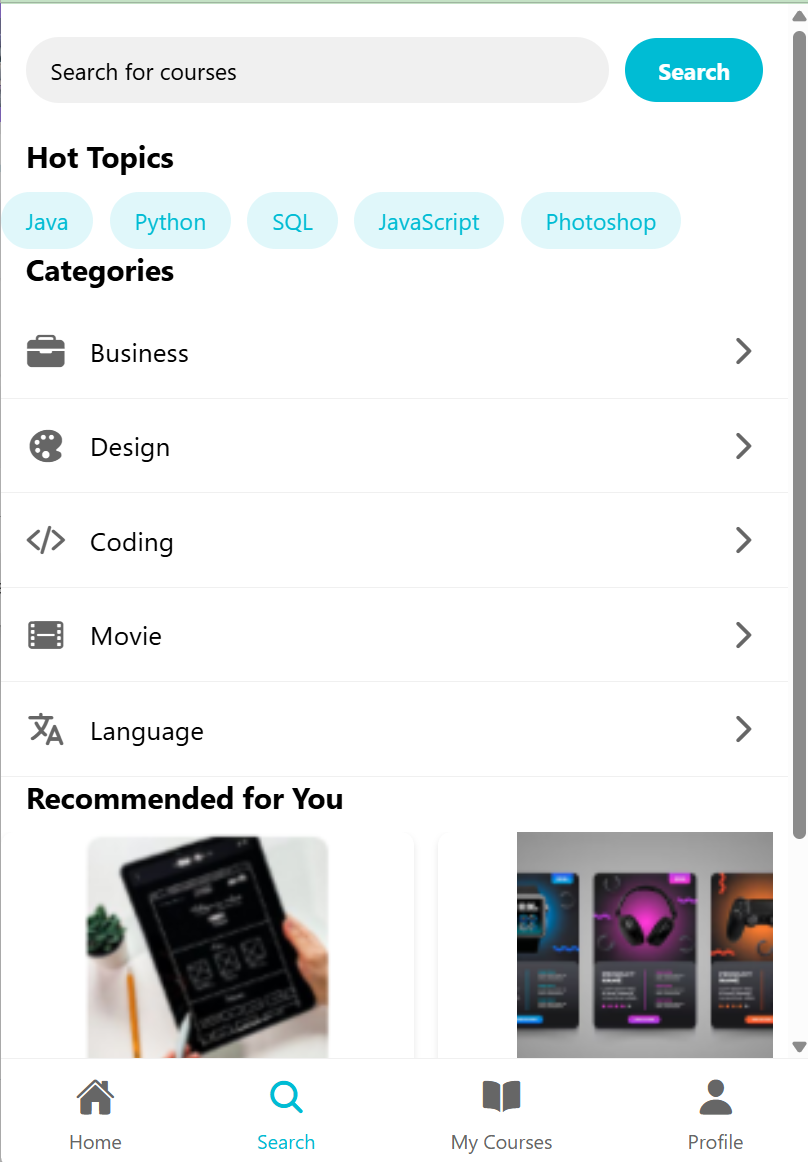 Search for courses Search
Hot Topics
Java Python SQL JavaScript Photoshop
Categories
Business
Design
Coding
Movie
Language
Recommended for You
Home Search My Courses Profile